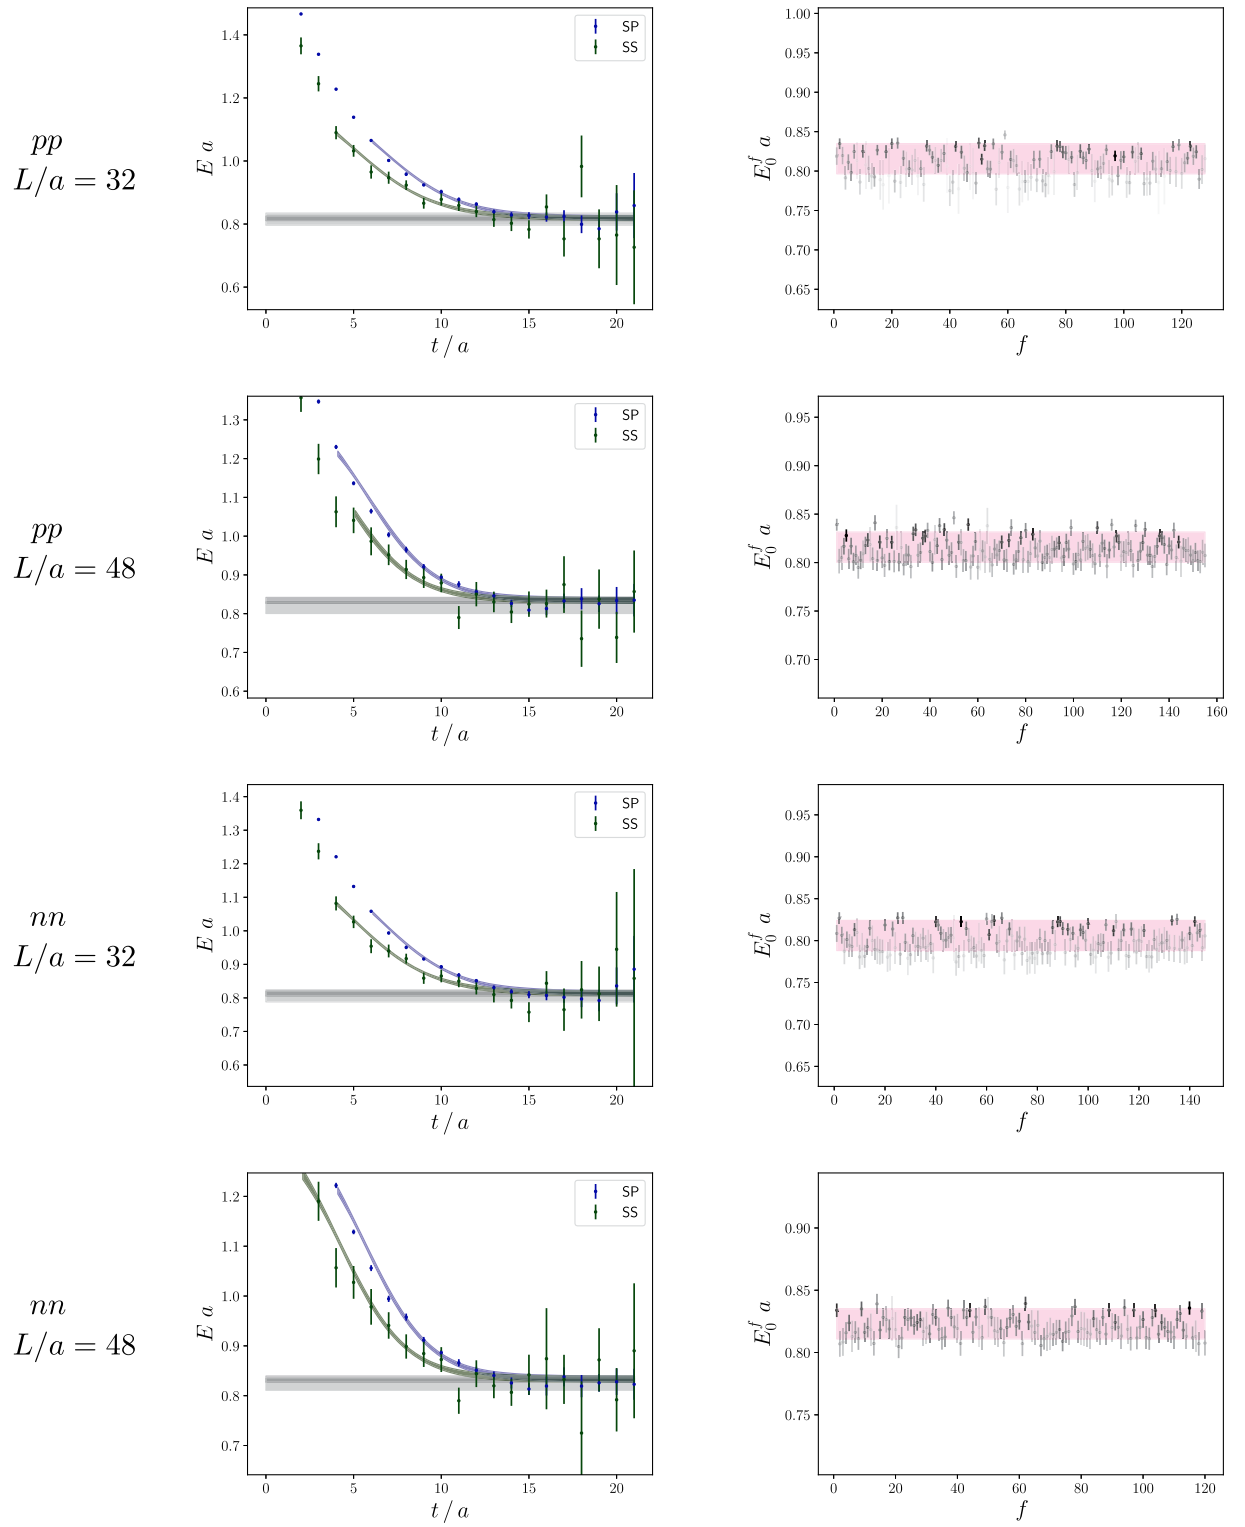 pp
L/a = 32
1.4
1.2
1.0
0.8
0.6
E a
0 5 10 15 20
t / a
SP
SS
1.00
0.95
0.90
0.85
0.80
0.75
0.70
0.65
E_0^f a
0 20 40 60 80 100 120
f
pp
L/a = 48
1.3
1.2
1.1
1.0
0.9
0.8
0.7
0.6
E a
0 5 10 15 20
t / a
SP
SS
0.95
0.90
0.85
0.80
0.75
0.70
E_0^f a
0 20 40 60 80 100 120 140 160
f
nn
L/a = 32
1.4
1.3
1.2
1.1
1.0
0.9
0.8
0.7
0.6
E a
0 5 10 15 20
t / a
SP
SS
0.95
0.90
0.85
0.80
0.75
0.70
0.65
E_0^f a
0 20 40 60 80 100 120 140
f
nn
L/a = 48
1.2
1.1
1.0
0.9
0.8
0.7
E a
0 5 10 15 20
t / a
SP
SS
0.90
0.85
0.80
0.75
E_0^f a
0 20 40 60 80 100 120
f